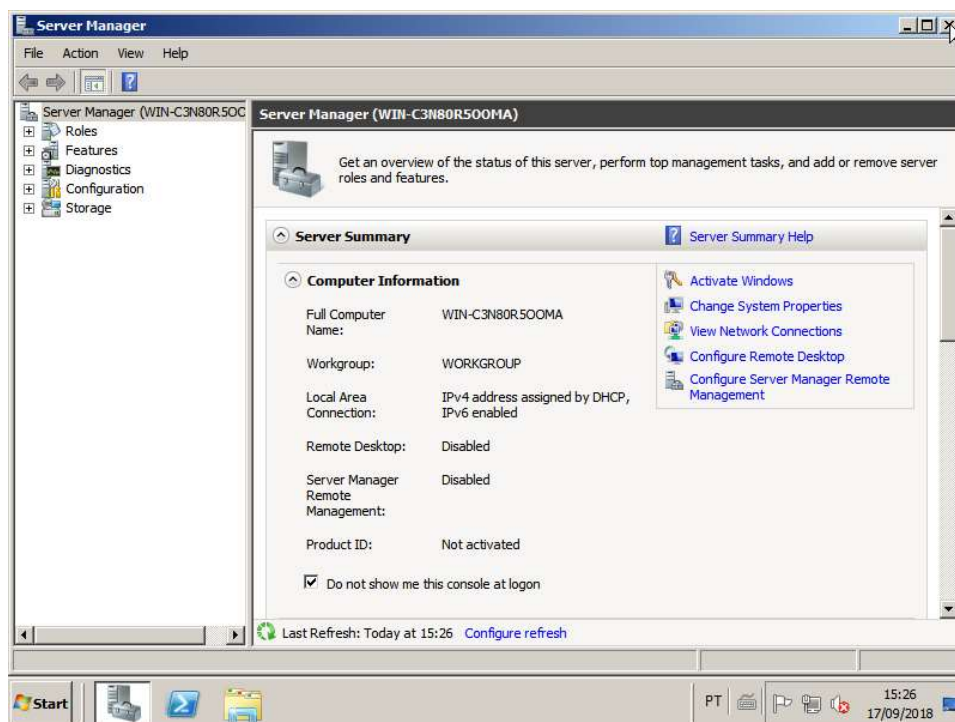 Server Manager
File Action View Help
Server Manager (WIN-C3N80R5OO
Roles
Features
Diagnostics
Configuration
Storage
Server Manager (WIN-C3N80R5OOMA)
Get an overview of the status of this server, perform top management tasks, and add or remove server
roles and features.
Server Summary
Server Summary Help
Computer Information
Full Computer
Name:
WIN-C3N80R5OOMA
Workgroup:
WORKGROUP
Local Area
Connection:
IPv4 address assigned by DHCP,
IPv6 enabled
Remote Desktop:
Disabled
Server Manager
Remote
Management:
Disabled
Product ID:
Not activated
Do not show me this console at logon
Activate Windows
Change System Properties
View Network Connections
Configure Remote Desktop
Configure Server Manager Remote
Management
Last Refresh: Today at 15:26 Configure refresh
Start
PT
15:26
17/09/2018